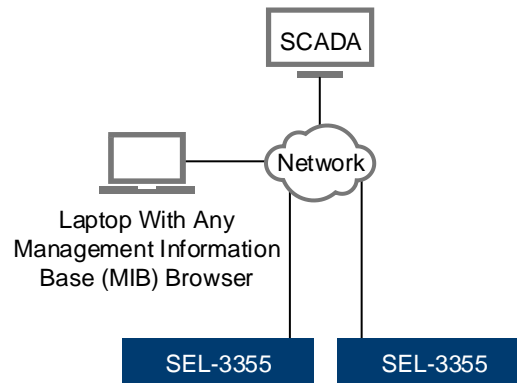 SCADA
Network
Laptop With Any
Management Information
Base (MIB) Browser
SEL-3355
SEL-3355